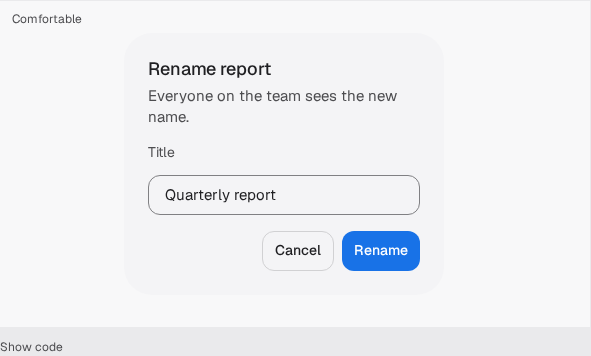 Comfortable
Rename report
Everyone on the team sees the new
name.
Title
Quarterly report
Cancel
Rename
Show code